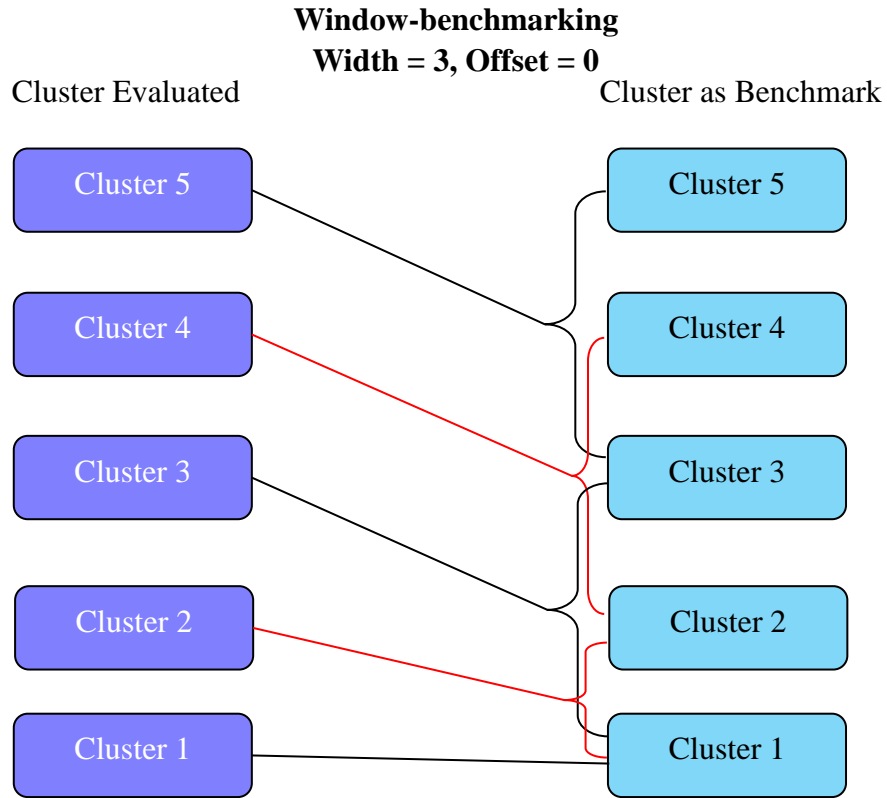 Window-benchmarking
Width = 3, Offset = 0
Cluster Evaluated
Cluster as Benchmark
Cluster 5
Cluster 5
Cluster 4
Cluster 4
Cluster 3
Cluster 3
Cluster 2
Cluster 2
Cluster 1
Cluster 1